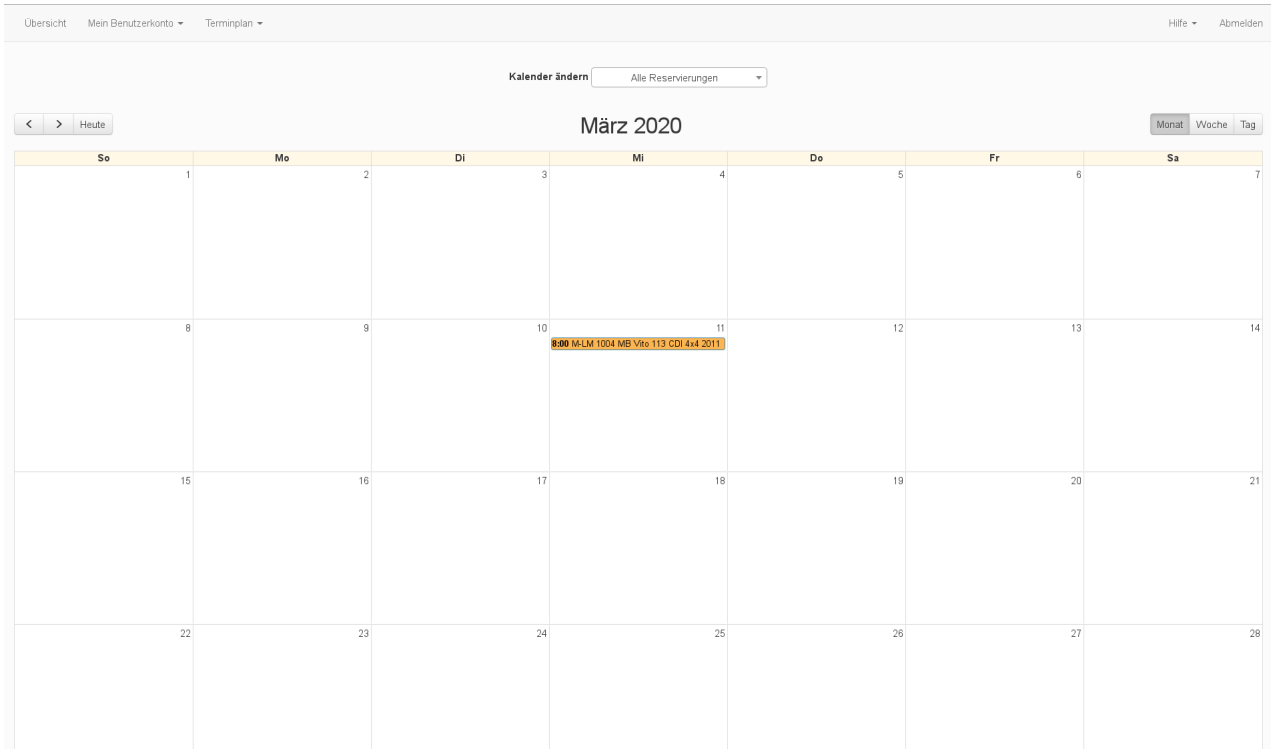 Übersicht Mein Benutzerkonto Terminplan Hilfe Abmelden
Kalender ändern Alle Reservierungen
Heute März 2020 Monat Woche Tag
So Mo Di Mi Do Fr Sa
1 2 3 4 5 6 7
8 9 10 11 12 13 14
8:00 M-LM 1004 MB Vito 113 CDI 4x4 2011
15 16 17 18 19 20 21
22 23 24 25 26 27 28